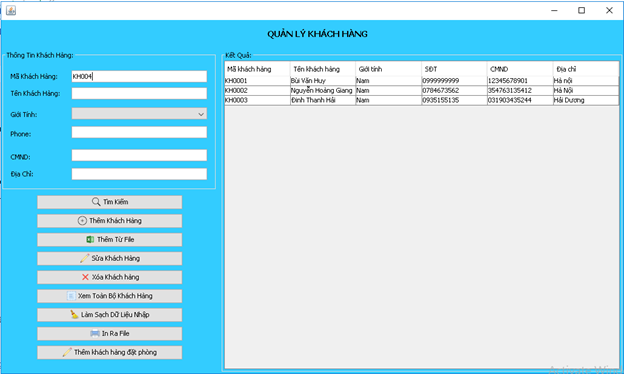 QUẢN LÝ KHÁCH HÀNG
Thông Tin Khách Hàng:
Mã Khách Hàng: KH004
Tên Khách Hàng:
Giới Tính:
Phone:
CMND:
Địa Chỉ:
Tìm Kiếm
Thêm Khách Hàng
Thêm Từ File
Sửa Khách Hàng
Xóa Khách hàng
Xem Toàn Bộ Khách Hàng
Làm Sạch Dữ Liệu Nhập
In Ra File
Thêm khách hàng đặt phòng
Kết Quả:
Mã khách hàng Tên khách hàng Giới tính SĐT CMND Địa chỉ
KH0001 Bùi Văn Huy Nam 0999999999 12345678901 Hà nội
KH0002 Nguyễn Hoàng Giang Nam 0784673562 354763135412 Hà Nội
KH0003 Đinh Thanh Hải Nam 0935155135 031903435244 Hải Dương